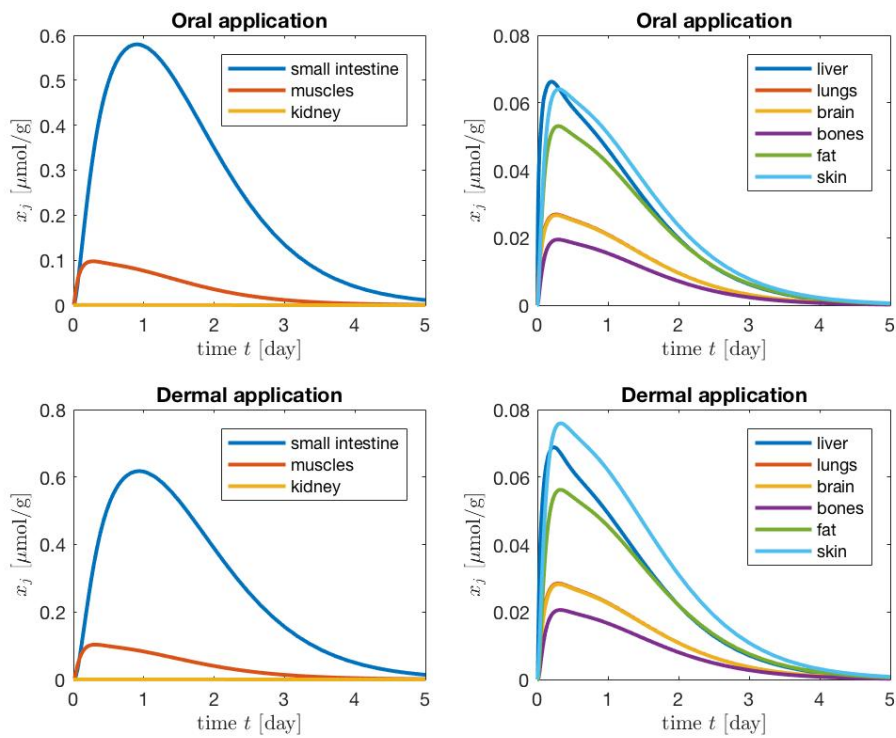 Oral application
0.6
0.5
0.4
0.3
0.2
0.1
0
0 1 2 3 4 5
x_j [μmol/g]
time t [day]
small intestine
muscles
kidney
Oral application
0.08
0.06
0.04
0.02
0
0 1 2 3 4 5
x_j [μmol/g]
time t [day]
liver
lungs
brain
bones
fat
skin
Dermal application
0.8
0.6
0.4
0.2
0
0 1 2 3 4 5
x_j [μmol/g]
time t [day]
small intestine
muscles
kidney
Dermal application
0.08
0.06
0.04
0.02
0
0 1 2 3 4 5
x_j [μmol/g]
time t [day]
liver
lungs
brain
bones
fat
skin